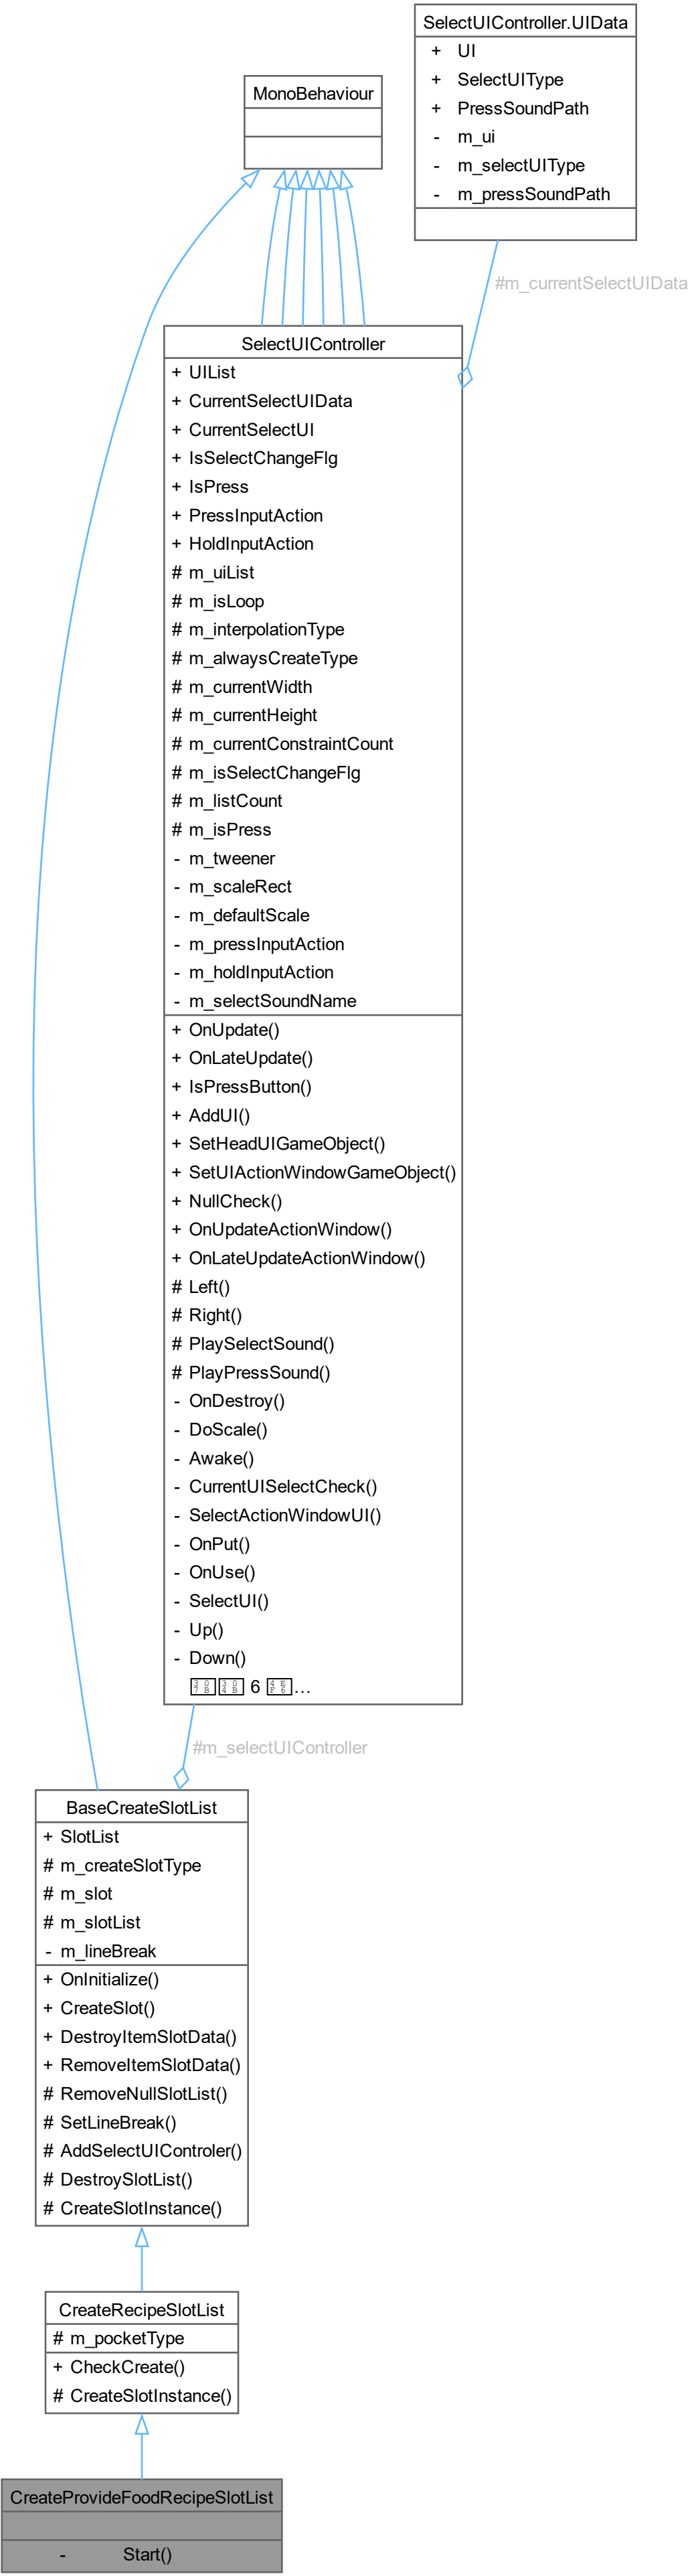 SelectUIController.UIData
+ UI
+ SelectUIType
+ PressSoundPath
- m_ui
- m_selectUIType
- m_pressSoundPath
MonoBehaviour
#m_currentSelectUIData
SelectUIController
+ UIList
+ CurrentSelectUIData
+ CurrentSelectUI
+ IsSelectChangeFlg
+ IsPress
+ PressInputAction
+ HoldInputAction
# m_uiList
# m_isLoop
# m_interpolationType
# m_alwaysCreateType
# m_currentWidth
# m_currentHeight
# m_currentConstraintCount
# m_isSelectChangeFlg
# m_listCount
# m_isPress
- m_tweener
- m_scaleRect
- m_defaultScale
- m_pressInputAction
- m_holdInputAction
- m_selectSoundName
+ OnUpdate()
+ OnLateUpdate()
+ IsPressButton()
+ AddUI()
+ SetHeadUIGameObject()
+ SetUIActionWindowGameObject()
+ NullCheck()
+ OnUpdateActionWindow()
+ OnLateUpdateActionWindow()
# Left()
# Right()
# PlaySelectSound()
# PlayPressSound()
- OnDestroy()
- DoScale()
- Awake()
- CurrentUISelectCheck()
- SelectActionWindowUI()
- OnPut()
- OnUse()
- SelectUI()
- Up()
- Down()
6 ...
#m_selectUIController
BaseCreateSlotList
+ SlotList
# m_createSlotType
# m_slot
# m_slotList
- m_lineBreak
+ OnInitialize()
+ CreateSlot()
+ DestroyItemSlotData()
+ RemoveItemSlotData()
# RemoveNullSlotList()
# SetLineBreak()
# AddSelectUIControler()
# DestroySlotList()
# CreateSlotInstance()
CreateRecipeSlotList
# m_pocketType
+ CheckCreate()
# CreateSlotInstance()
CreateProvideFoodRecipeSlotList
- Start()